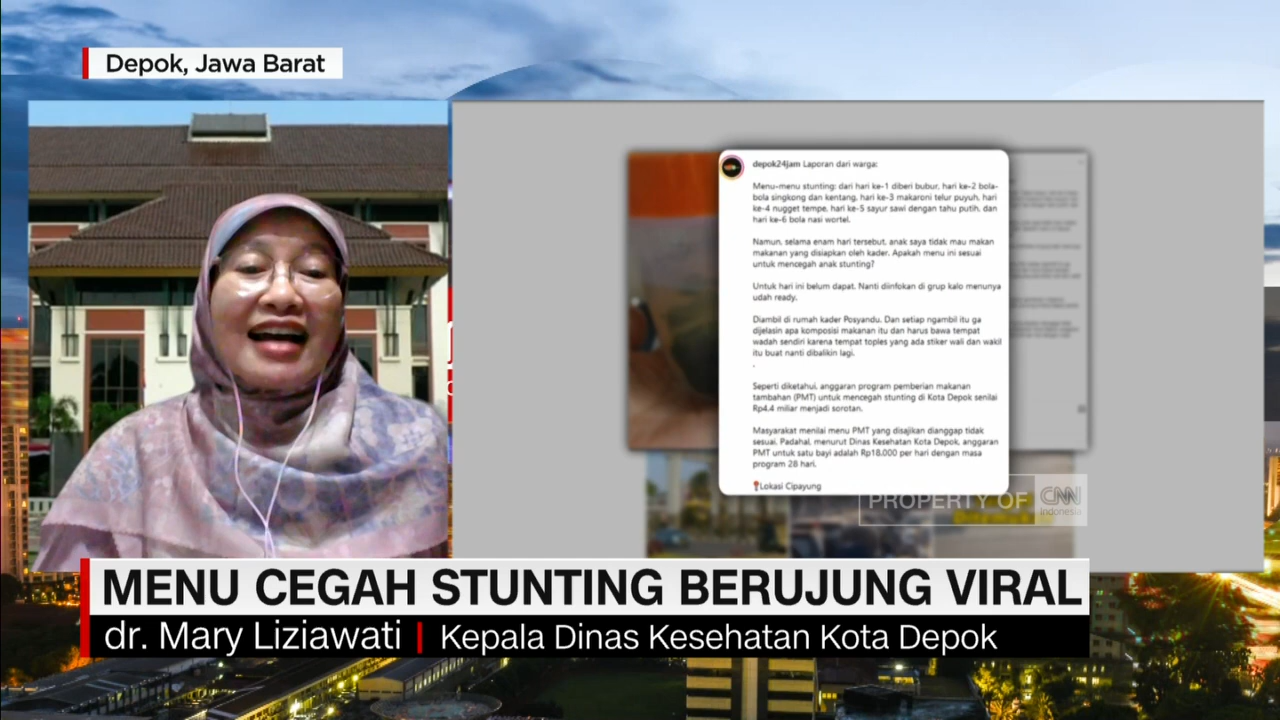 Depok, Jawa Barat
depok24jam Laporan dari warga:
Menu-menu stunting: dari hari ke-1 diberi bubur, hari ke-2 bola-
bola singkong dan kentang, hari ke-3 makaroni telur puyuh, hari
ke-4 nugget tempe, hari ke-5 sayur sawi dengan tahu putih, dan
hari ke-6 bola nasi wortel.
Namun, selama enam hari tersebut, anak saya tidak mau makan
makanan yang disiapkan oleh kader. Apakah menu ini sesuai
untuk mencegah anak stunting?
Untuk hari ini belum dapat. Nanti diinfokan di grup kalo menunya
udah ready.
Diambil di rumah kader Posyandu. Dan setiap ngambil itu ga
dijelasin apa komposisi makanan itu dan harus bawa tempat
wadah sendiri karena tempat toples yang ada stiker wali dan wakil
itu buat nanti dibalikin lagi.
.
Seperti diketahui, anggaran program pemberian makanan
tambahan (PMT) untuk mencegah stunting di Kota Depok senilai
Rp4.4 miliar menjadi sorotan.
Masyarakat menilai menu PMT yang disajikan dianggap tidak
sesuai. Padahal, menurut Dinas Kesehatan Kota Depok, anggaran
PMT untuk satu bayi adalah Rp18.000 per hari dengan masa
program 28 hari.
📍Lokasi Cipayung
PROPERTY OF CNN Indonesia
MENU CEGAH STUNTING BERUJUNG VIRAL
dr. Mary Liziawati | Kepala Dinas Kesehatan Kota Depok